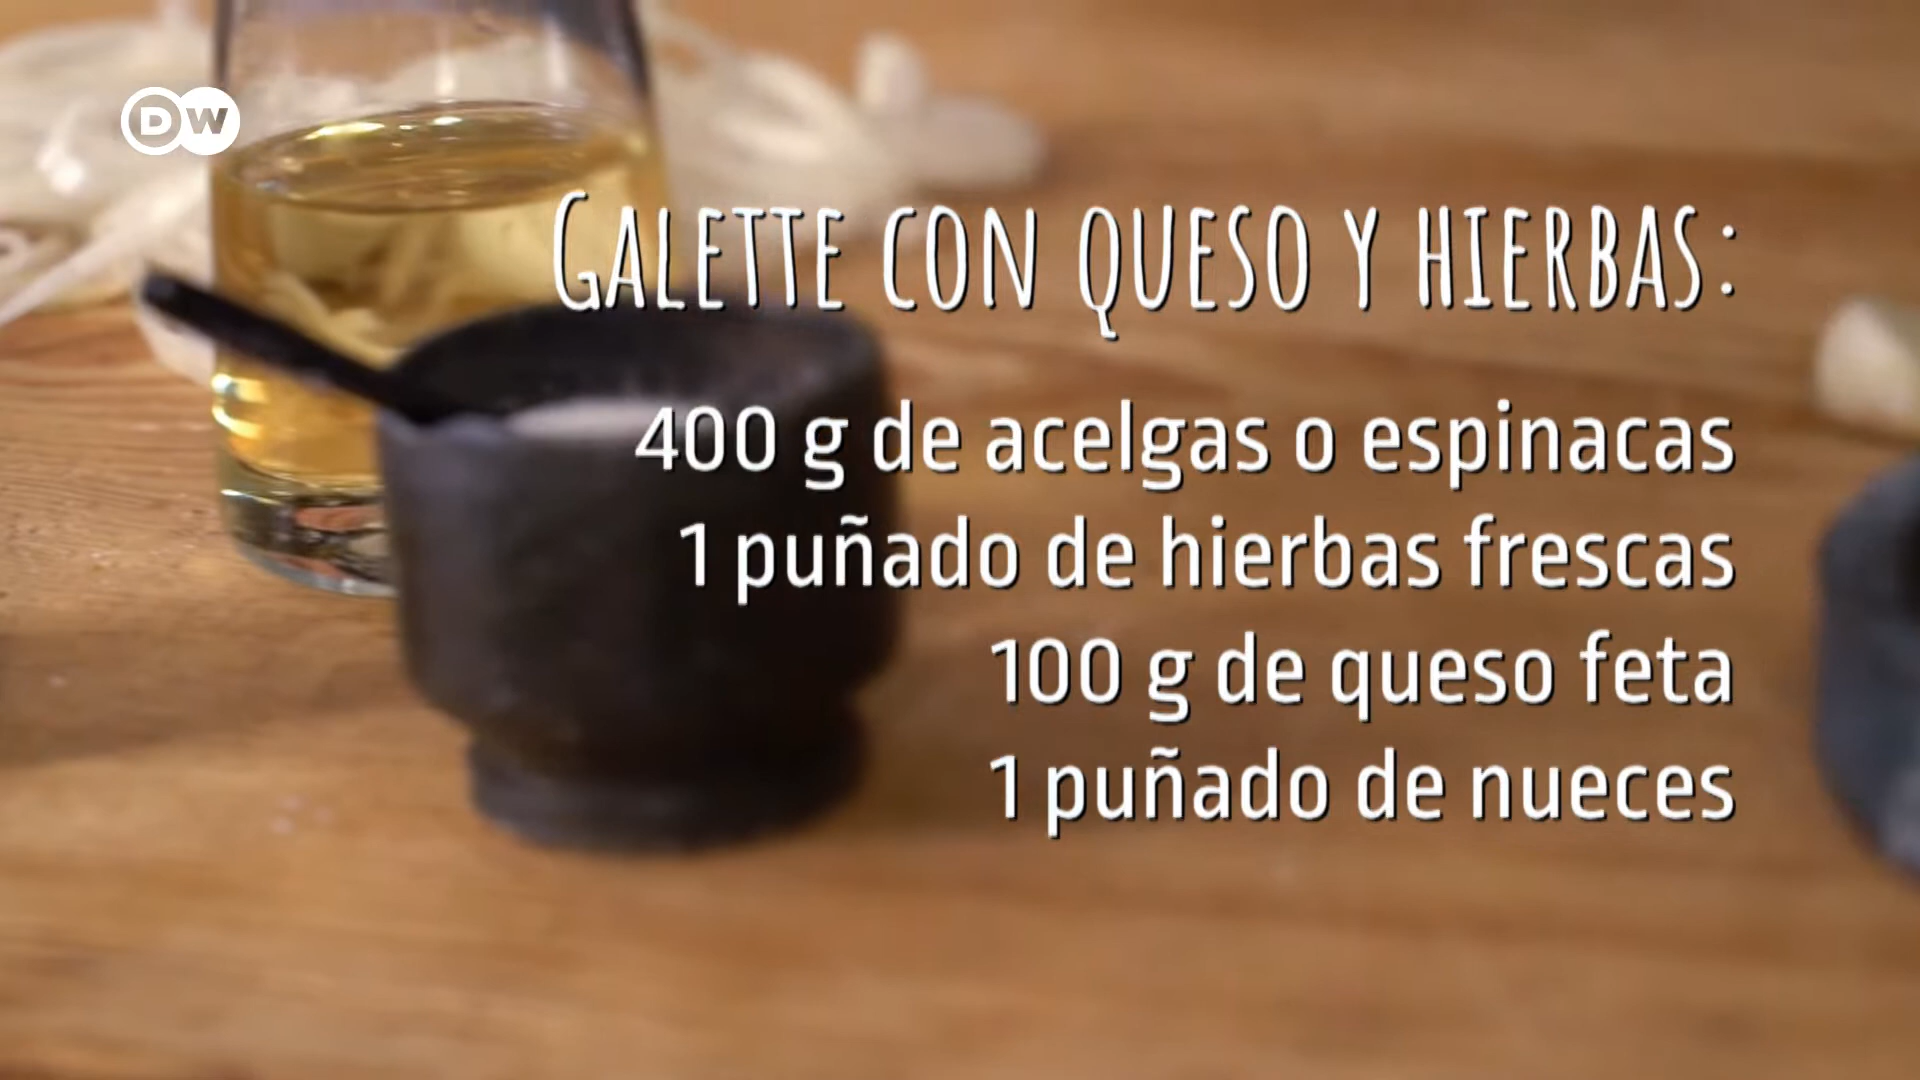 DW
GALETTE CON QUESO Y HIERBAS:
400 g de acelgas o espinacas
1 puñado de hierbas frescas
100 g de queso feta
1 puñado de nueces